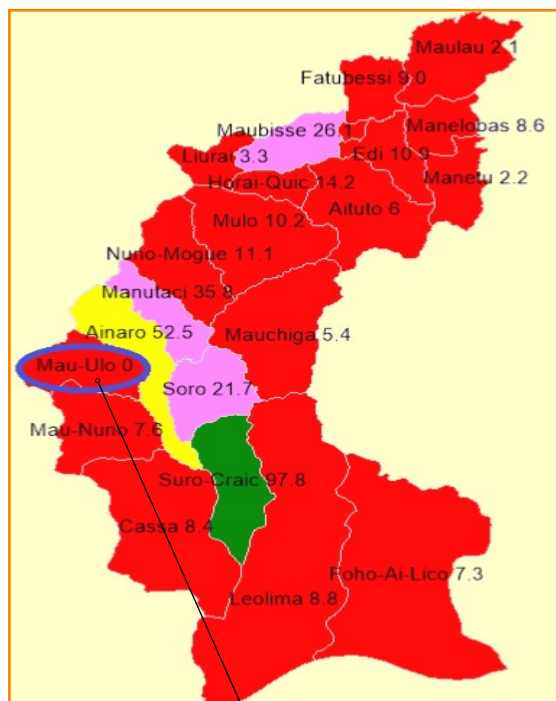 Maulau 2.1
Fatubessi 9.0
Manelobas 8.6
Maubisse 26.1
Edi 10.9
Liurai 3.3
Manetu 2.2
Horai-Quic 14.2
Aituto 6
Mulo 10.2
Nuno-Mogue 11.1
Manutaci 35.8
Ainaro 52.5
Mauchiga 5.4
Mau-Ulo 0
Soro 21.7
Mau-Nuno 7.6
Suro-Craic 97.8
Cassa 8.4
Foho-Ai-Lico 7.3
Leolima 8.8